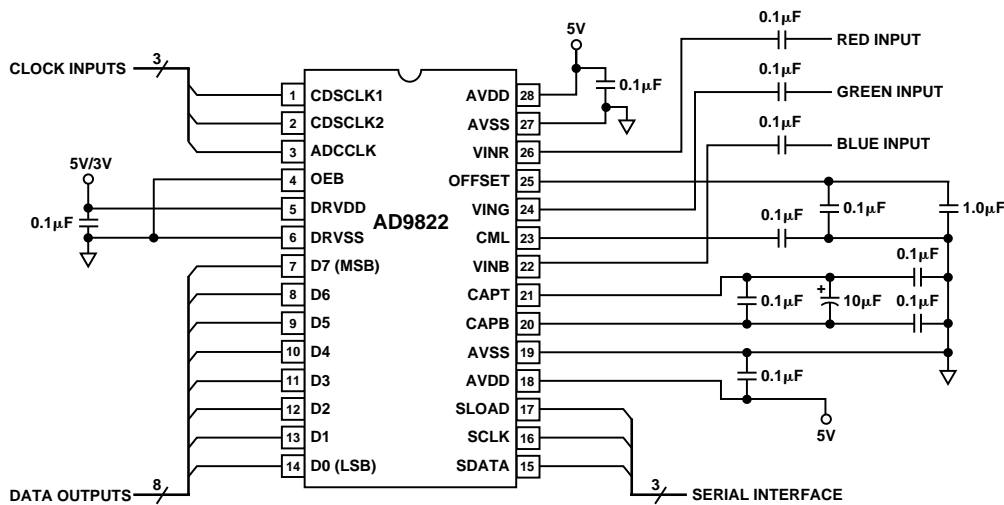 CLOCK INPUTS
3
5V/3V
0.1µF
DATA OUTPUTS
8
AD9822
1 CDSCLK1
2 CDSCLK2
3 ADCCLK
4 OEB
5 DRVDD
6 DRVSS
7 D7 (MSB)
8 D6
9 D5
10 D4
11 D3
12 D2
13 D1
14 D0 (LSB)
AVDD 28
AVSS 27
VINR 26
OFFSET 25
VING 24
CML 23
VINB 22
CAPT 21
CAPB 20
AVSS 19
AVDD 18
SLOAD 17
SCLK 16
SDATA 15
5V
0.1µF
0.1µF
RED INPUT
0.1µF
GREEN INPUT
0.1µF
BLUE INPUT
0.1µF
1.0µF
0.1µF
0.1µF
0.1µF
+
10µF
0.1µF
0.1µF
5V
3
SERIAL INTERFACE